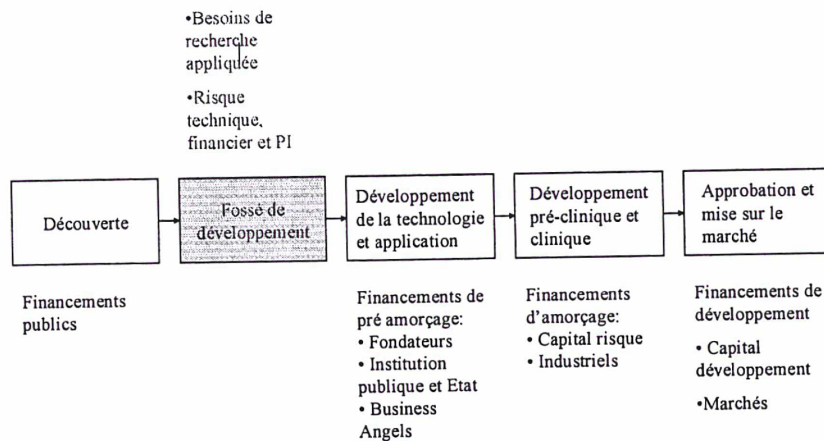 •Besoins de
recherche
appliquée
•Risque
technique,
financier et PI
Découverte
Fossé de
développement
Développement
de la technologie
et application
Développement
pré-clinique et
clinique
Approbation et
mise sur le
marché
Financements
publics
Financements de
pré amorçage:
• Fondateurs
• Institution
publique et Etat
• Business
Angels
Financements
d'amorçage:
• Capital risque
• Industriels
Financements de
développement
• Capital
développement
•Marchés